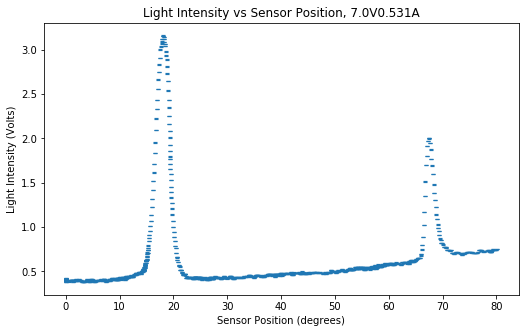 Light Intensity vs Sensor Position, 7.0V0.531A
Light Intensity (Volts)
3.0
2.5
2.0
1.5
1.0
0.5
0 10 20 30 40 50 60 70 80
Sensor Position (degrees)